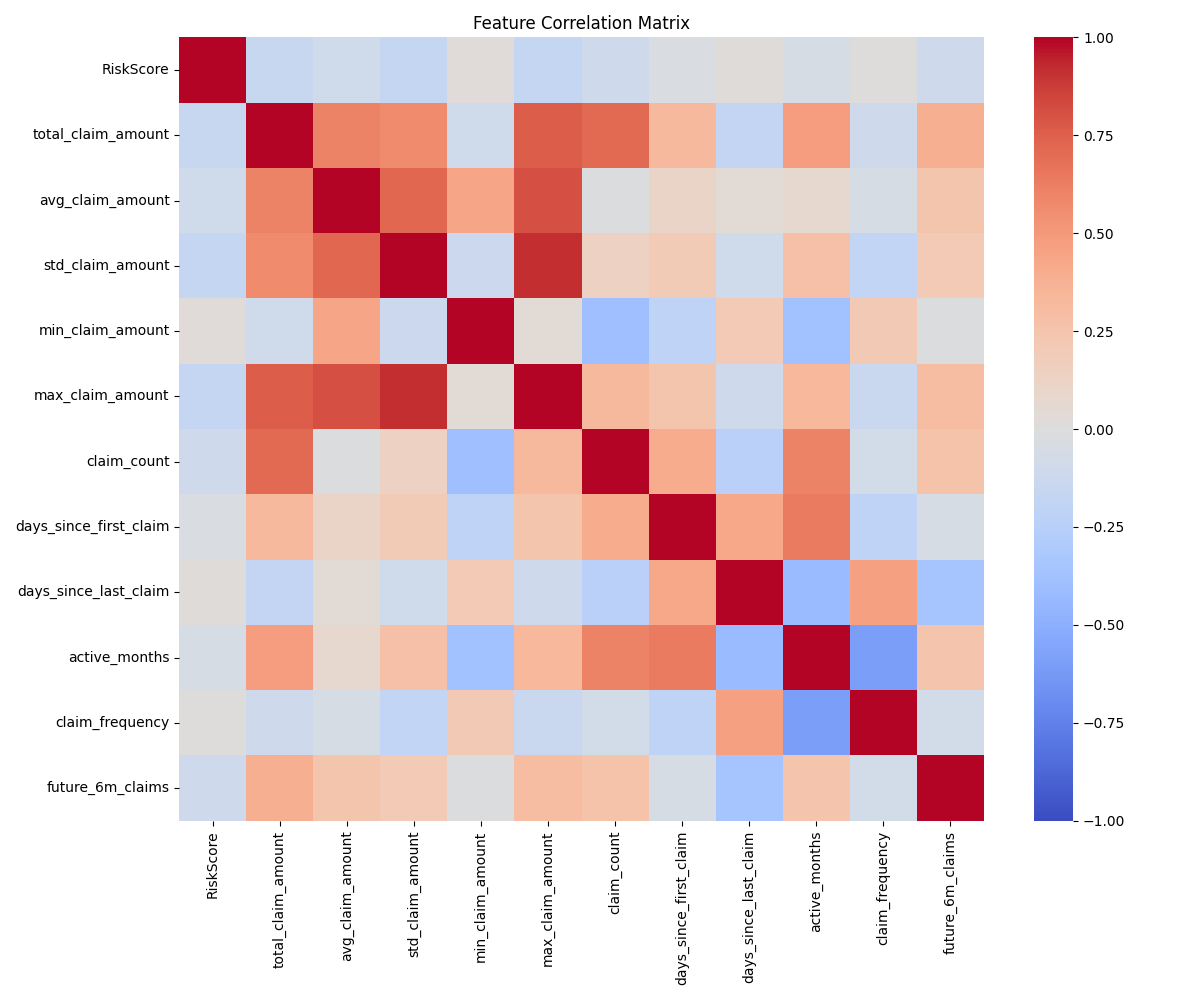 Feature Correlation Matrix
RiskScore
total_claim_amount
avg_claim_amount
std_claim_amount
min_claim_amount
max_claim_amount
claim_count
days_since_first_claim
days_since_last_claim
active_months
claim_frequency
future_6m_claims
RiskScore
total_claim_amount
avg_claim_amount
std_claim_amount
min_claim_amount
max_claim_amount
claim_count
days_since_first_claim
days_since_last_claim
active_months
claim_frequency
future_6m_claims
1.00
0.75
0.50
0.25
0.00
−0.25
−0.50
−0.75
−1.00